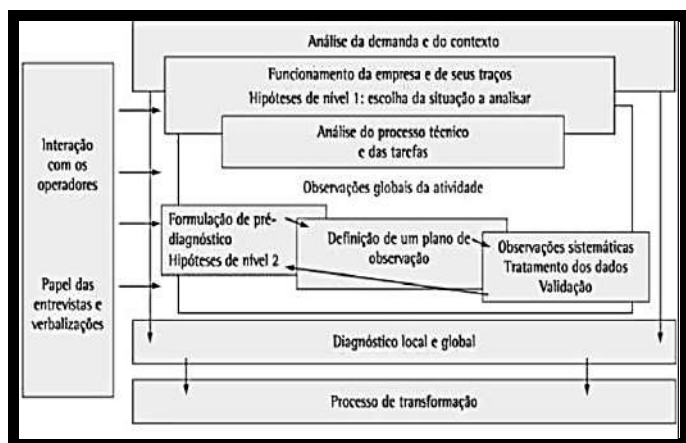 Análise da demanda e do contexto
Funcionamento da empresa e de seus traços
Hipóteses de nível 1: escolha da situação a analisar
Análise do processo técnico
e das tarefas
Interação
com os
operadores
Papel das
entrevistas e
verbalizações
Observações globais da atividade
Formulação de pré-
diagnóstico
Hipóteses de nível 2
Definição de um plano de
observação
Observações sistemáticas
Tratamento dos dados
Validação
Diagnóstico local e global
Processo de transformação